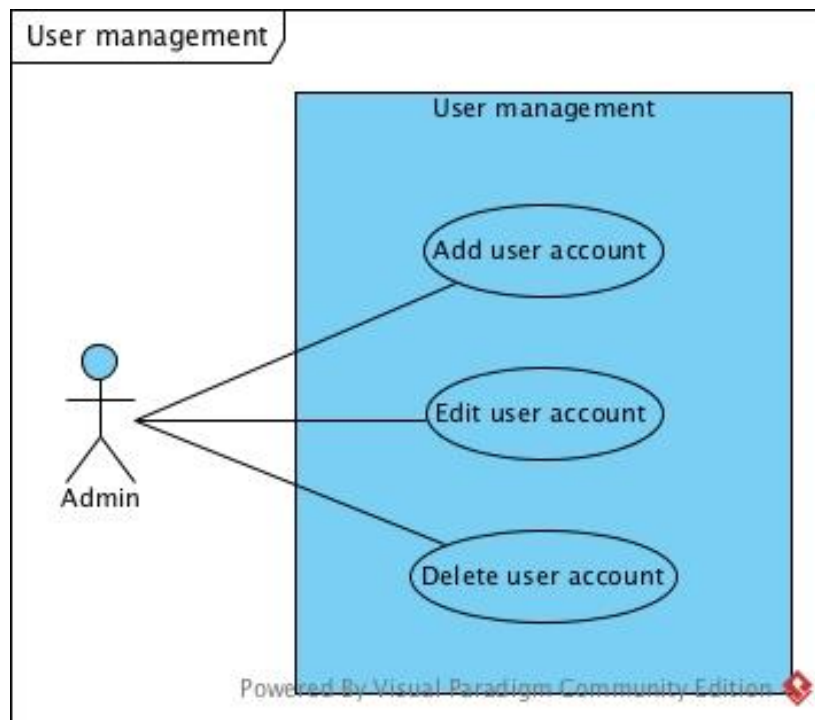 User management
User management
Add user account
Edit user account
Delete user account
Admin
Powered By Visual Paradigm Community Edition